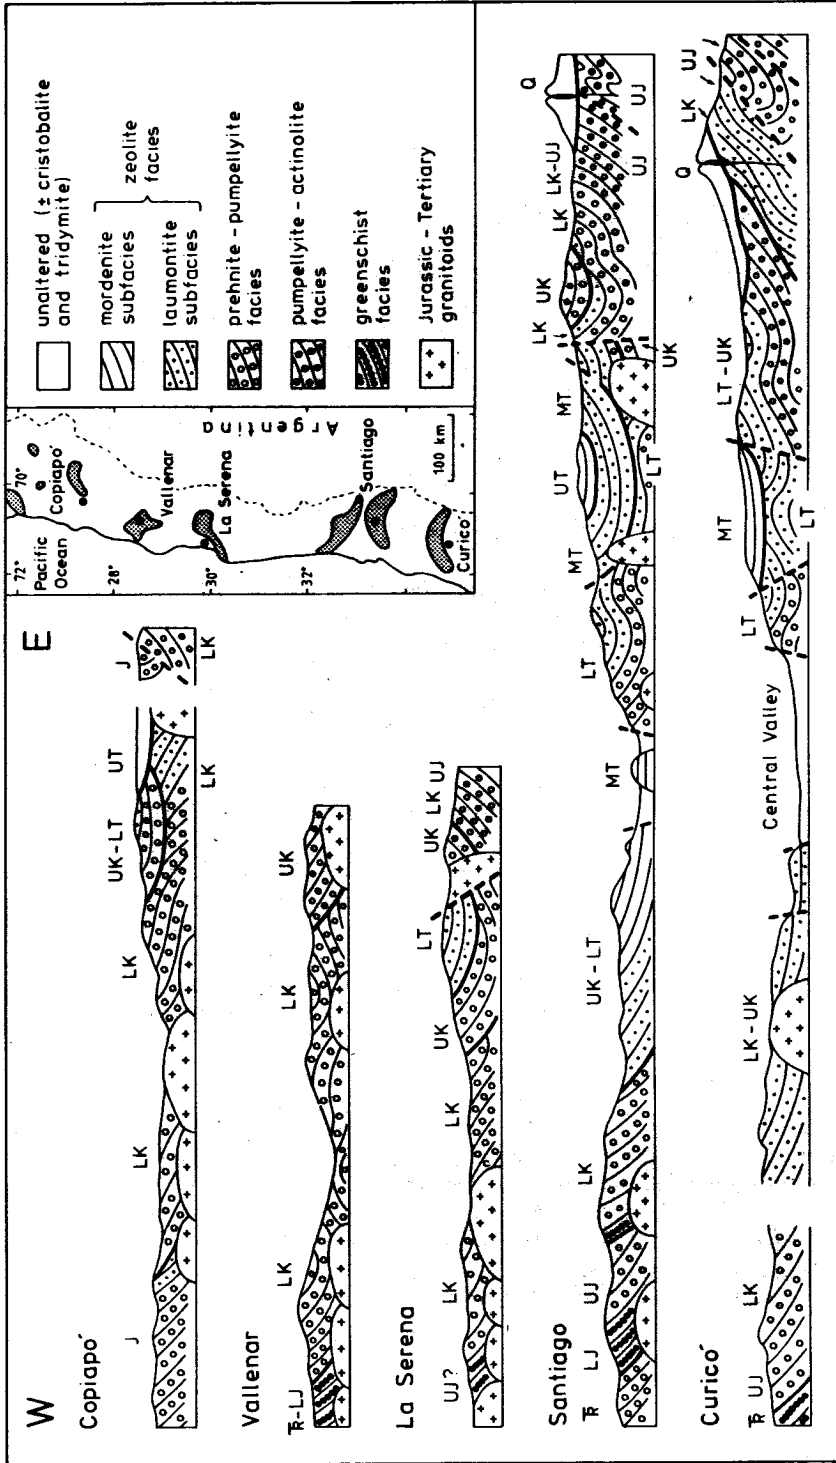 W
E
Copiapó
J
LK
LK
UK-LT
UT
LK
J
LK
Vallenar
TR-LJ
LK
LK
UK
La Serena
UJ?
LK
LK
UK
LT
UK
LK
UJ
Santiago
TR
LJ
UJ
LK
UK-LT
MT
LT
MT
UT
MT
LK
UK
LK
LK-UJ
Q
LT
UK
UJ
UJ
Curicó
TR
UJ
LK
LK-UK
Central Valley
LT
MT
LT-UK
Q
LK
UJ
LT
72°
70°
Pacific
Ocean
Copiapó
28°
Vallenar
30°
La Serena
32°
Santiago
Curicó
Argentina
100 km
unaltered (± cristobalite
and tridymite)
mordenite
subfacies
laumontite
subfacies
zeolite
facies
prehnite-pumpellyite
facies
pumpellyite-actinolite
facies
greenschist
facies
Jurassic-Tertiary
granitoids